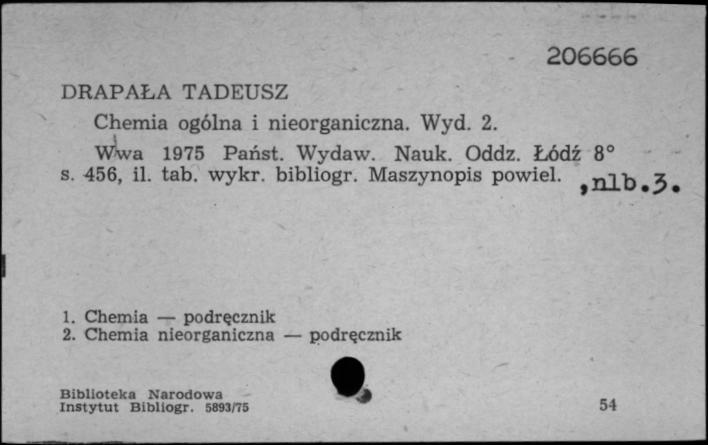 206666
DRAPAŁA TADEUSZ
Chemia ogólna i nieorganiczna. Wyd. 2.
W'wa 1975 Państ. Wydaw. Nauk. Oddz. Łódź 8°
s. 456, il. tab. wykr. bibliogr. Maszynopis powiel. ,nlb.3.
1. Chemia — podręcznik
2. Chemia nieorganiczna — podręcznik
Biblioteka Narodowa
Instytut Bibliogr. 5893/75 54